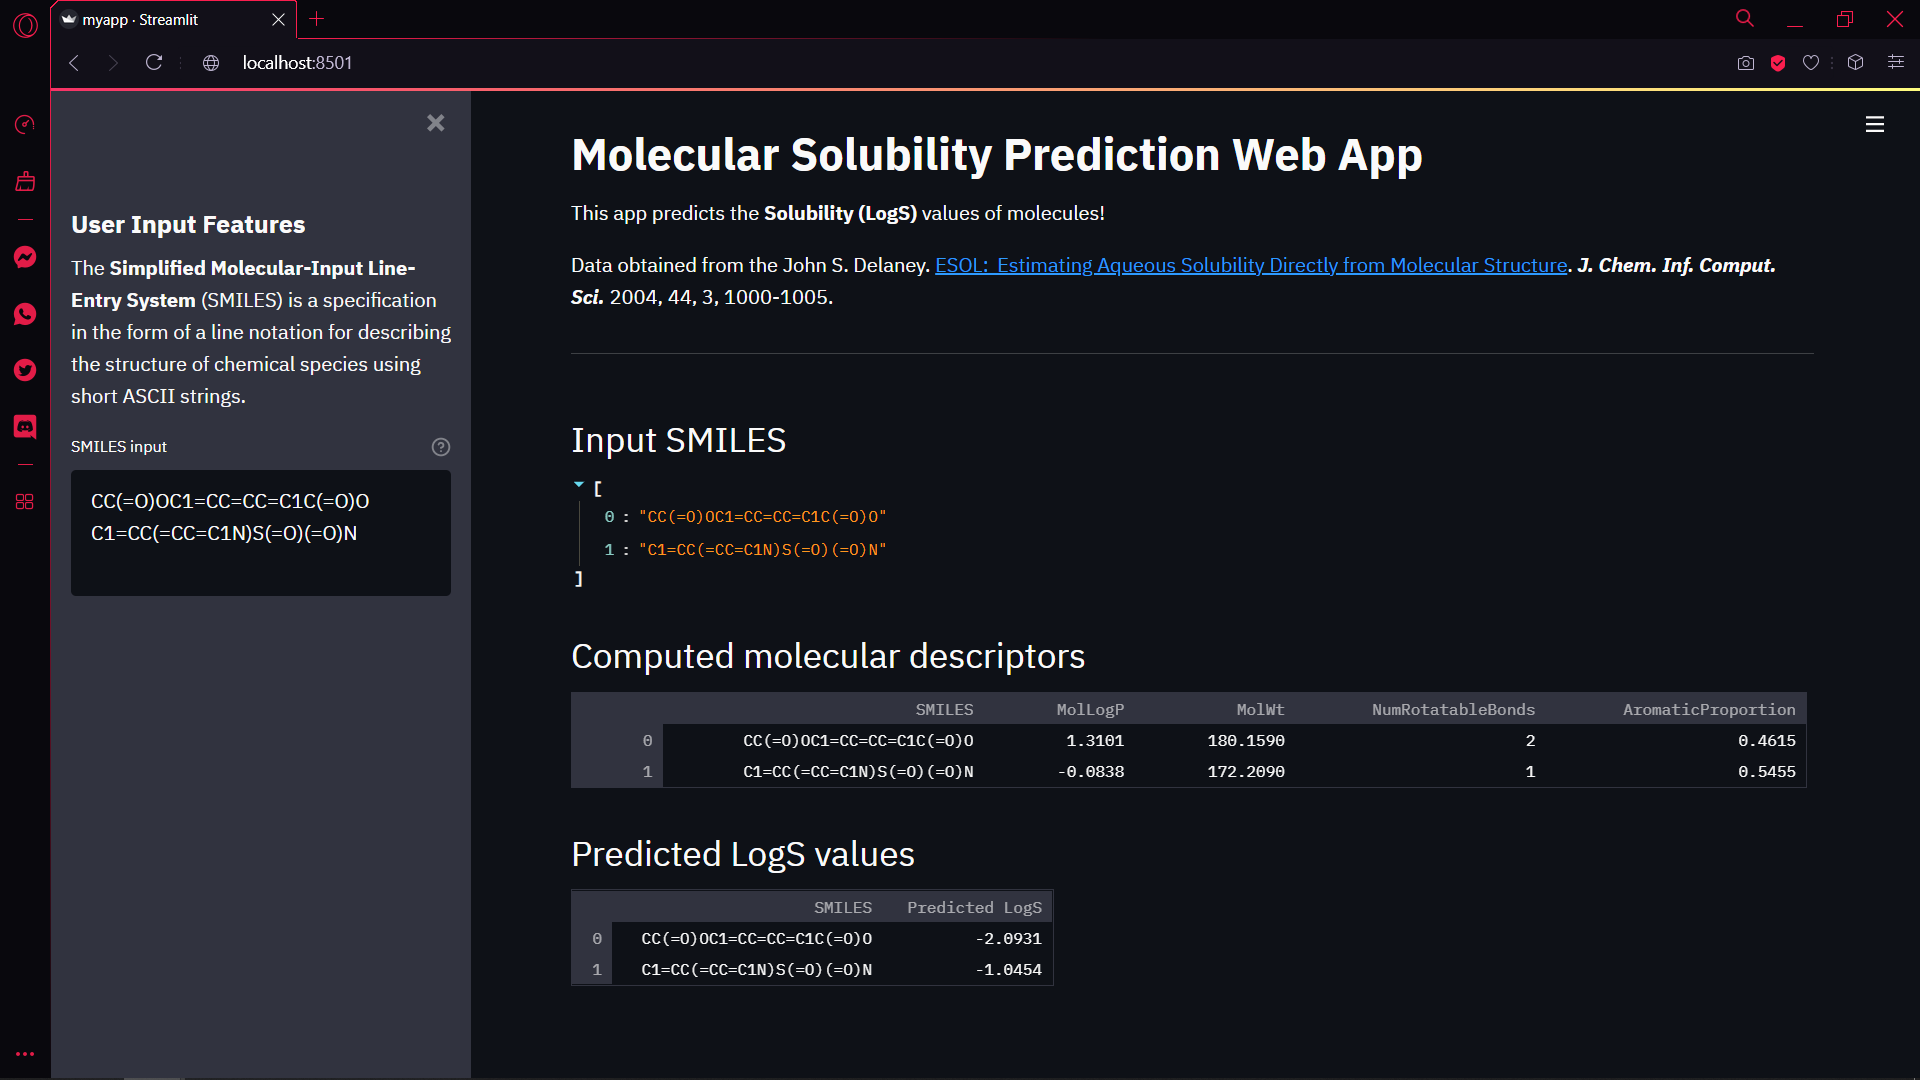 myapp · Streamlit
localhost:8501
User Input Features
The Simplified Molecular-Input Line-
Entry System (SMILES) is a specification
in the form of a line notation for describing
the structure of chemical species using
short ASCII strings.
SMILES input
CC(=O)OC1=CC=CC=C1C(=O)O
C1=CC(=CC=C1N)S(=O)(=O)N
Molecular Solubility Prediction Web App
This app predicts the Solubility (LogS) values of molecules!
Data obtained from the John S. Delaney. ESOL: Estimating Aqueous Solubility Directly from Molecular Structure. J. Chem. Inf. Comput.
Sci. 2004, 44, 3, 1000-1005.
Input SMILES
[
0 : "CC(=O)OC1=CC=CC=C1C(=O)O"
1 : "C1=CC(=CC=C1N)S(=O)(=O)N"
]
Computed molecular descriptors
SMILES MolLogP MolWt NumRotatableBonds AromaticProportion
0 CC(=O)OC1=CC=CC=C1C(=O)O 1.3101 180.1590 2 0.4615
1 C1=CC(=CC=C1N)S(=O)(=O)N -0.0838 172.2090 1 0.5455
Predicted LogS values
SMILES Predicted LogS
0 CC(=O)OC1=CC=CC=C1C(=O)O -2.0931
1 C1=CC(=CC=C1N)S(=O)(=O)N -1.0454